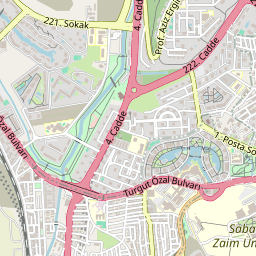 221. Sokak
4. Cadde
Prof. Aziz Ergin
222. Cadde
4. Cadde
1. Posta So
Özal Bulvarı
Turgut Özal Bulvarı
Saba
Zaim Ün